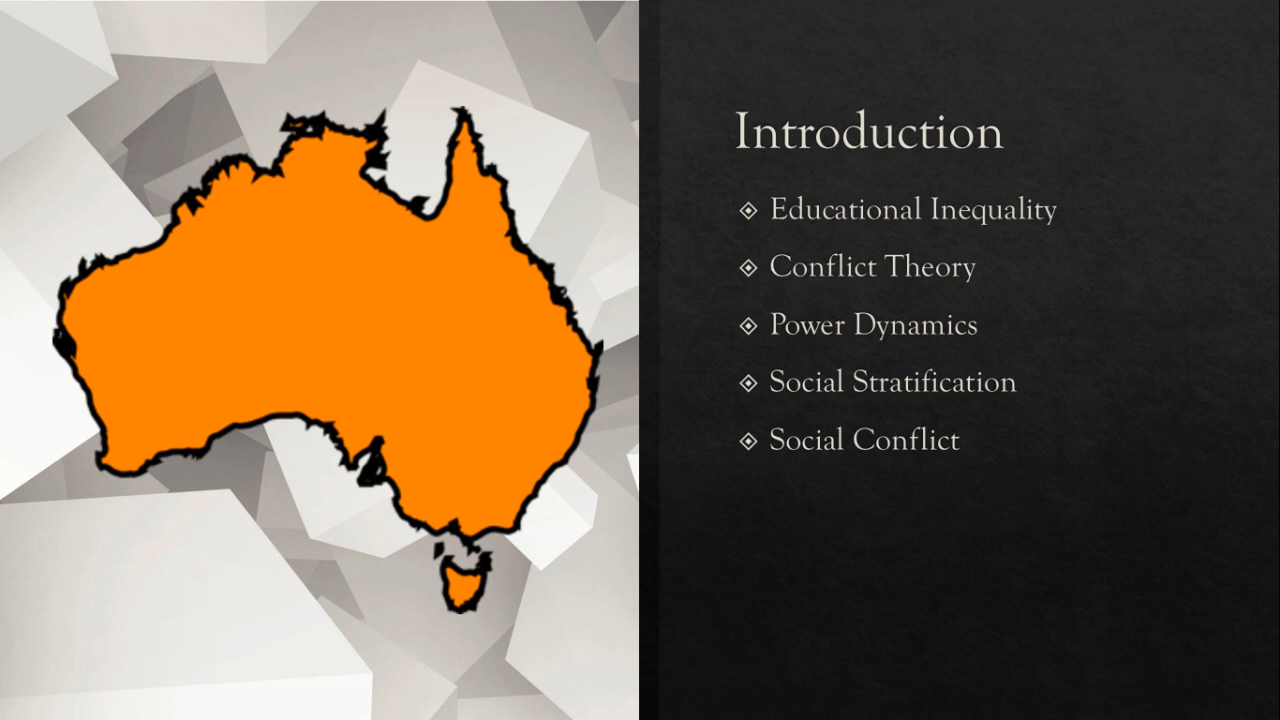 Introduction
Educational Inequality
Conflict Theory
Power Dynamics
Social Stratification
Social Conflict